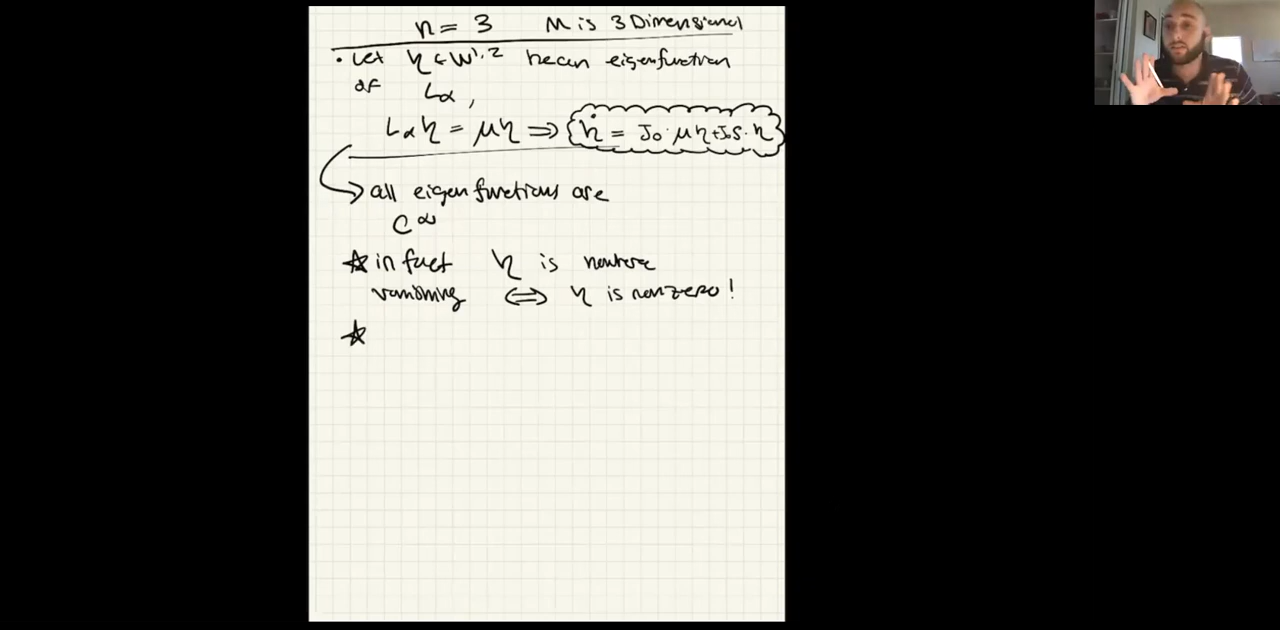 n = 3 M is 3 Dimensional
• Let η ∈ W^{1,2} be an eigenfunction
of L_α,
L_α η = μη ⇒ η̇ = J_0 · μη + J_0 S · η
→ all eigenfunctions are
C^∞
☆ in fact η is nowhere
vanishing ⇔ η is nonzero!
☆